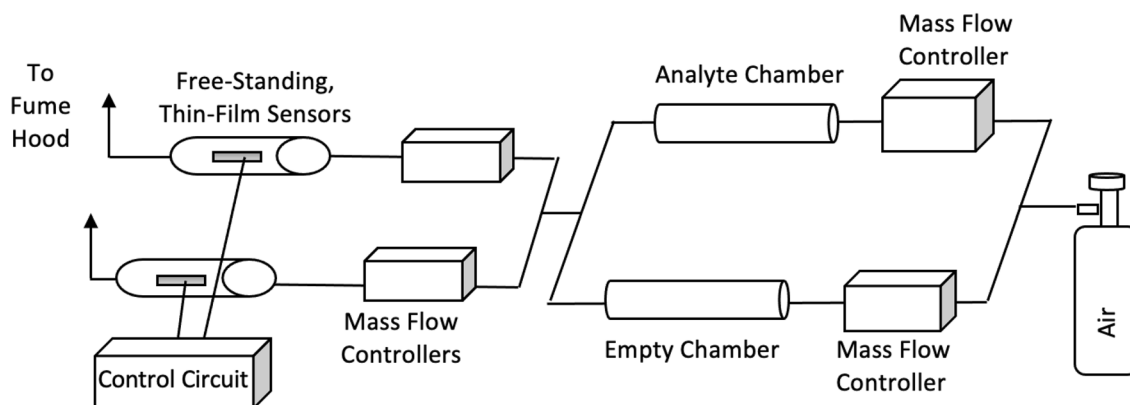 To
Fume
Hood
Free-Standing,
Thin-Film Sensors
Analyte Chamber
Mass Flow
Controller
Mass Flow
Controllers
Empty Chamber
Mass Flow
Controller
Control Circuit
Air